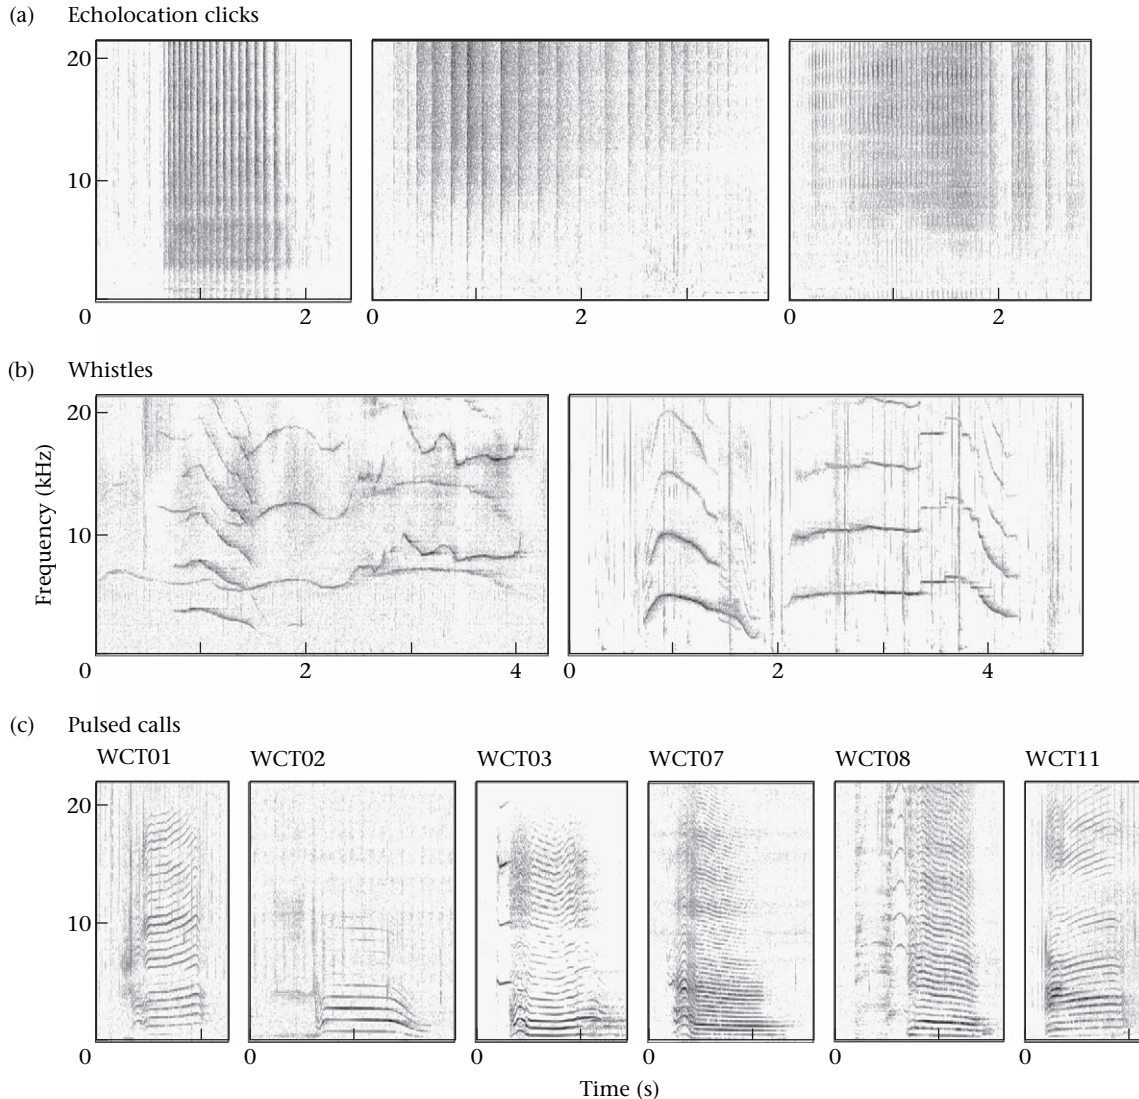 (a) Echolocation clicks
20
10
0 2 0 2 0 2
(b) Whistles
20
10
0 2 4 0 2 4
Frequency (kHz)
(c) Pulsed calls
WCT01 WCT02 WCT03 WCT07 WCT08 WCT11
20
10
0 0 0 0 0 0
Time (s)